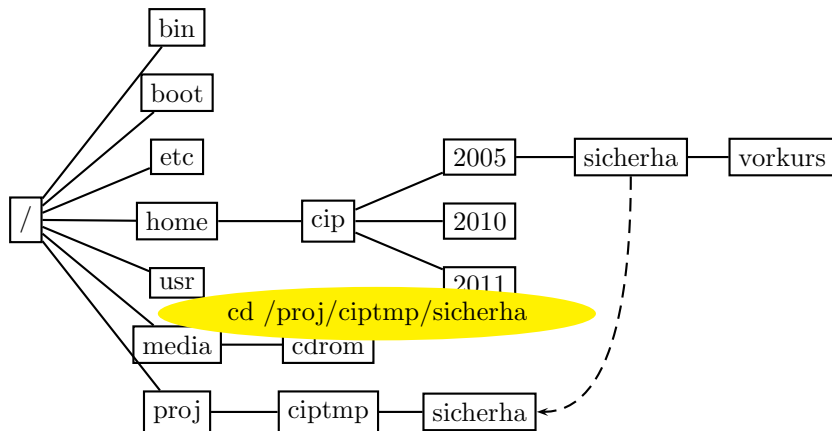 bin
boot
etc
2005
sicherha
vorkurs
/
home
cip
2010
usr
2011
cd /proj/ciptmp/sicherha
media
cdrom
proj
ciptmp
sicherha